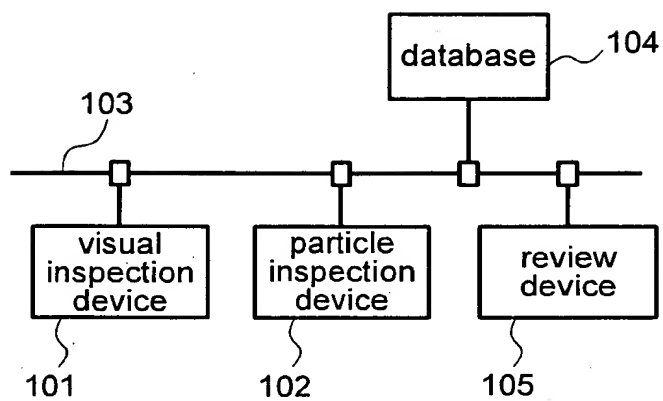 database
104
103
visual
inspection
device
particle
inspection
device
review
device
101
102
105